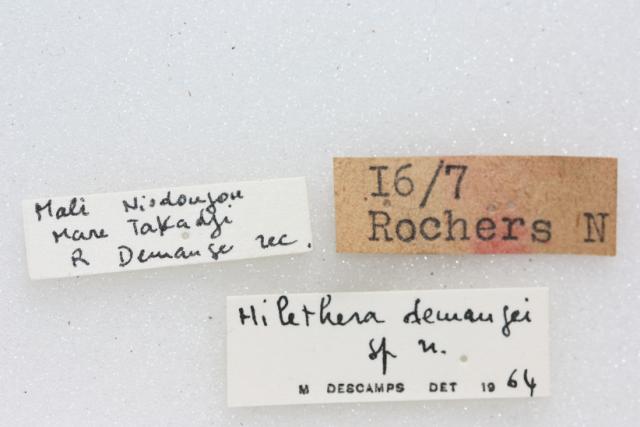 Mali Niodougou
Mare Takadji
R Demange rec.
I6/7
Rochers N
Hilethera demangei
sp n.
M DESCAMPS DET 19 64